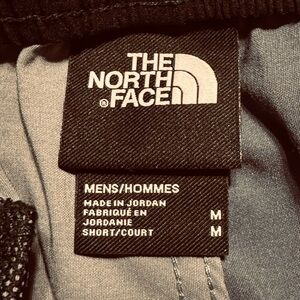 THE
NORTH
FACE
®
MENS/HOMMES
MADE IN JORDAN
FABRIQUÉ EN
JORDANIE M
SHORT/COURT M